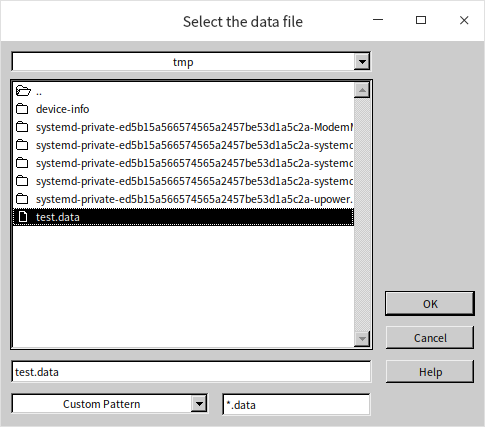 Select the data file
tmp
..
device-info
systemd-private-ed5b15a566574565a2457be53d1a5c2a-Modem
systemd-private-ed5b15a566574565a2457be53d1a5c2a-systemd
systemd-private-ed5b15a566574565a2457be53d1a5c2a-systemd
systemd-private-ed5b15a566574565a2457be53d1a5c2a-systemd
systemd-private-ed5b15a566574565a2457be53d1a5c2a-upower.
test.data
OK
Cancel
test.data
Help
Custom Pattern
*.data